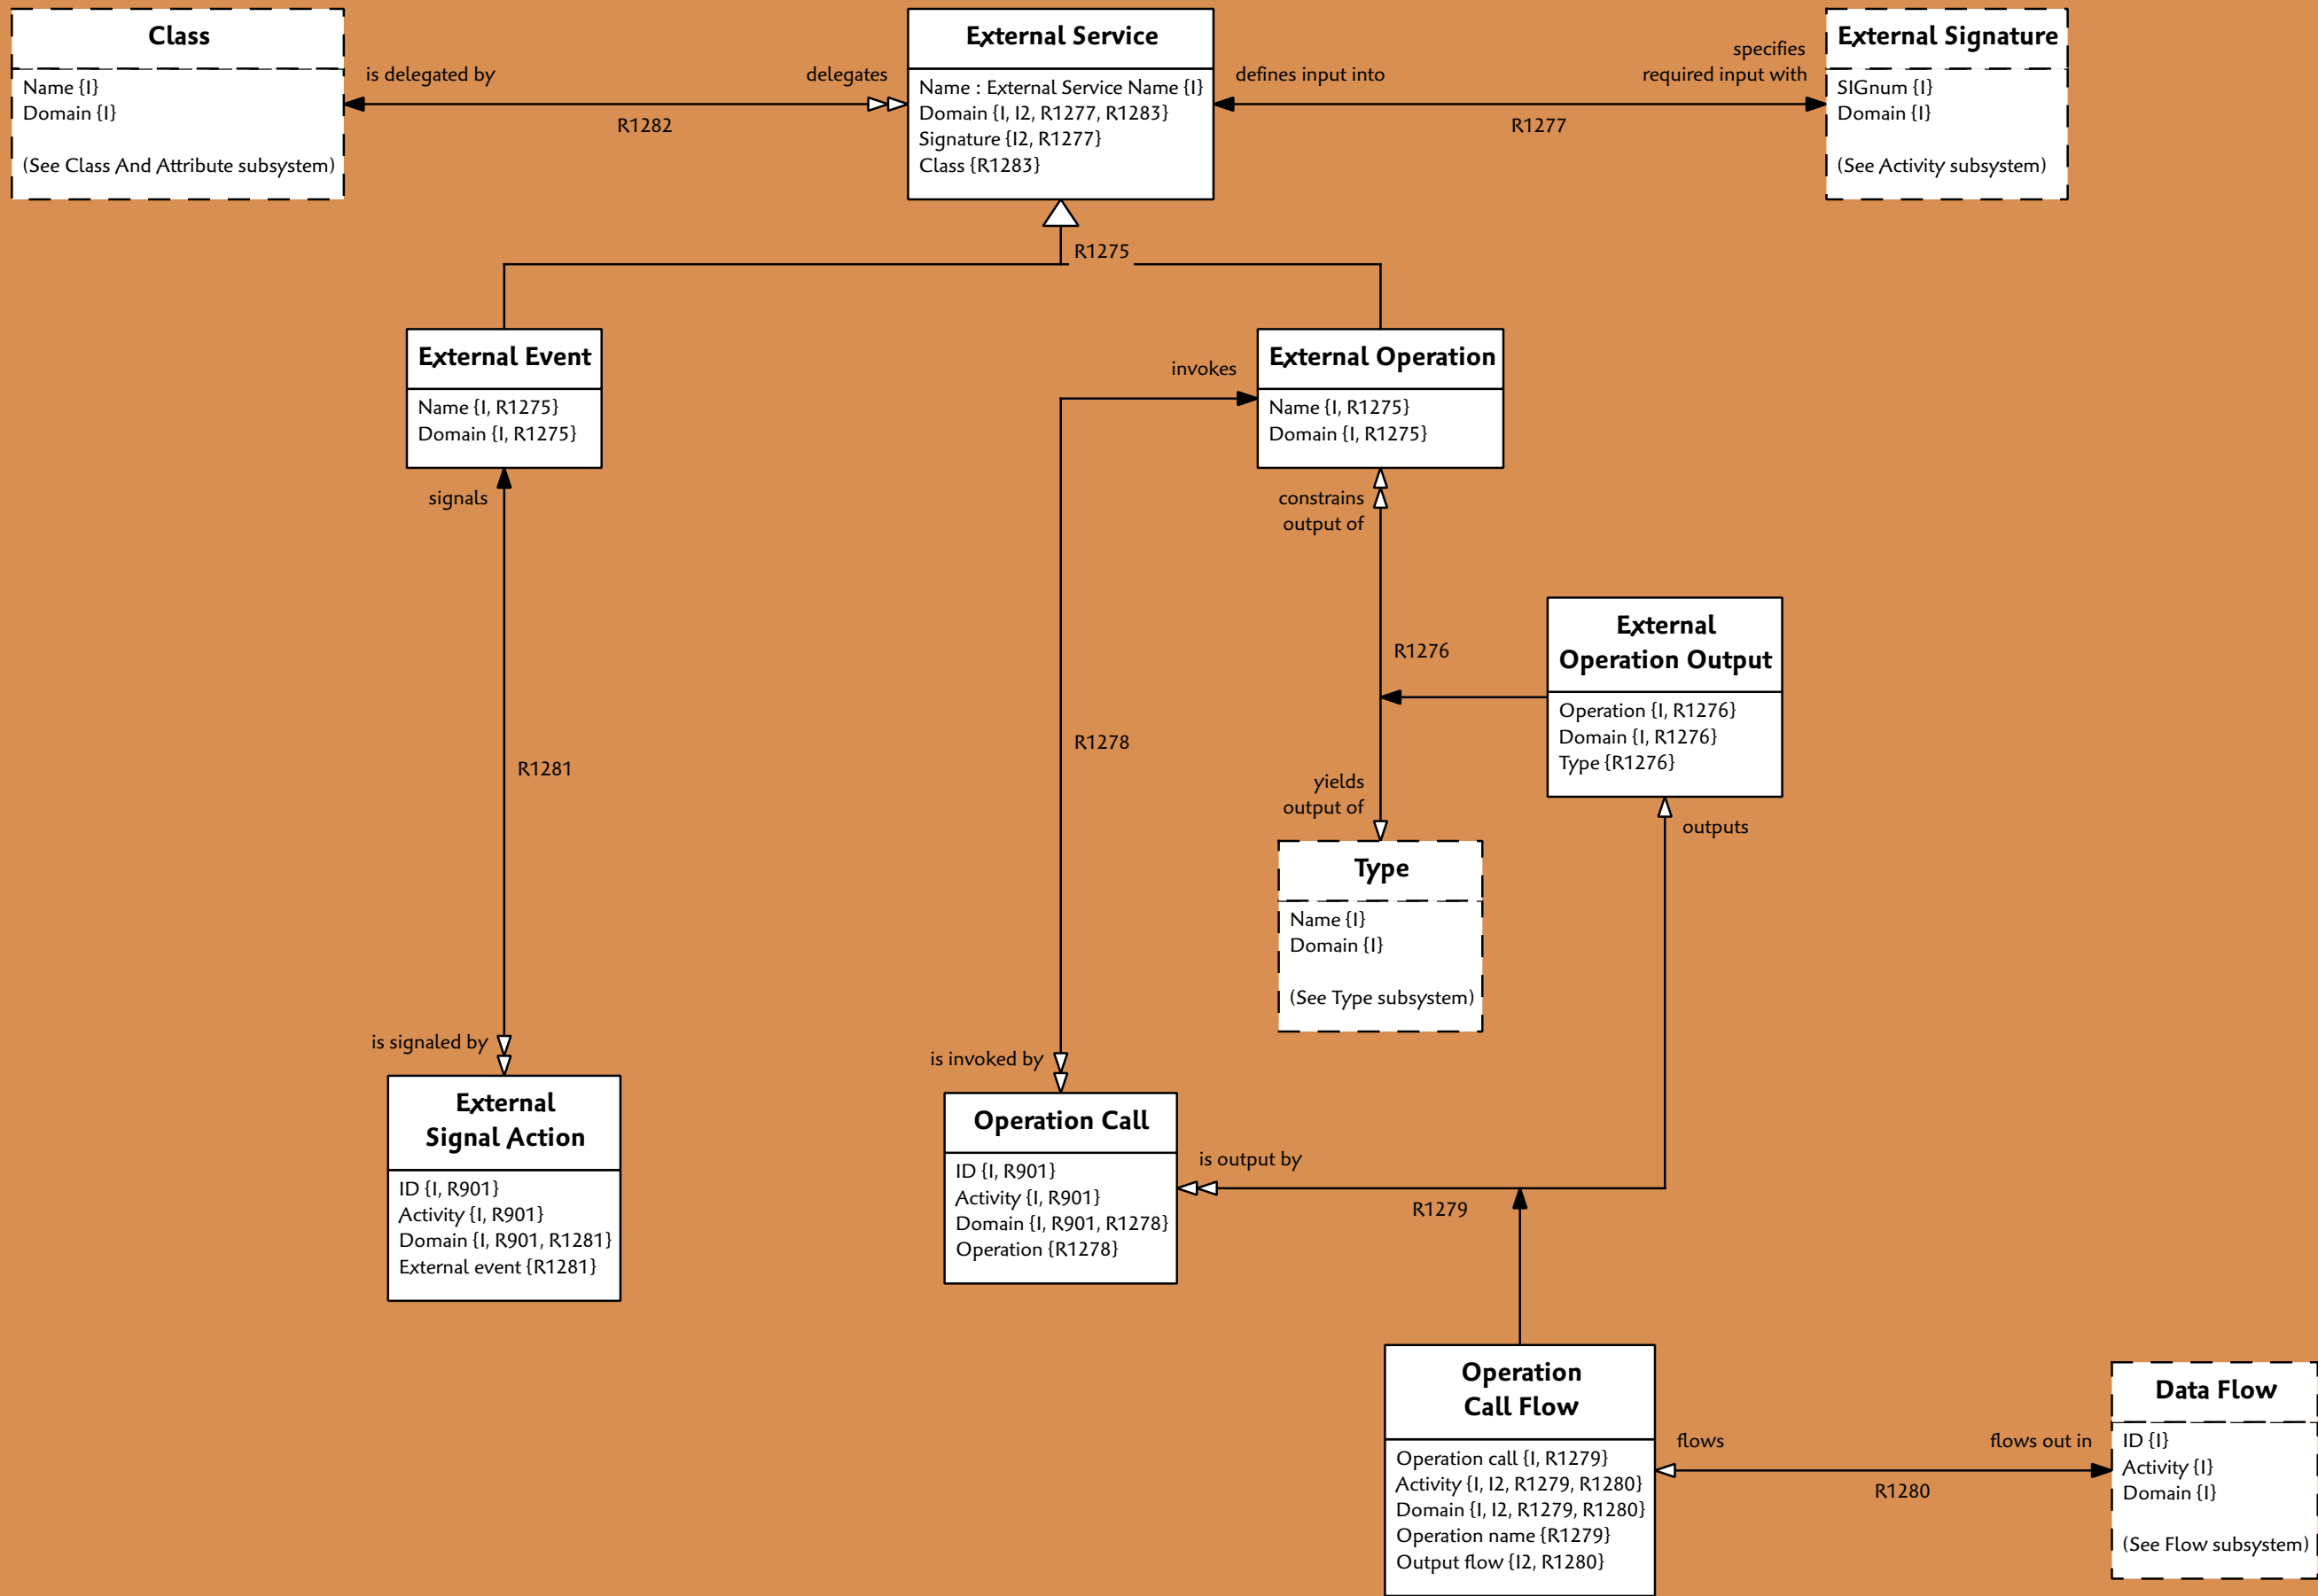 Class
Name {I}
Domain {I}
(See Class And Attribute subsystem)
is delegated by
delegates
R1282
External Service
Name : External Service Name {I}
Domain {I, I2, R1277, R1283}
Signature {I2, R1277}
Class {R1283}
defines input into
specifies
required input with
R1277
External Signature
SIGnum {I}
Domain {I}
(See Activity subsystem)
R1275
External Event
Name {I, R1275}
Domain {I, R1275}
External Operation
Name {I, R1275}
Domain {I, R1275}
invokes
signals
constrains
output of
R1276
External
Operation Output
Operation {I, R1276}
Domain {I, R1276}
Type {R1276}
R1281
R1278
yields
output of
outputs
Type
Name {I}
Domain {I}
(See Type subsystem)
is signaled by
is invoked by
External
Signal Action
ID {I, R901}
Activity {I, R901}
Domain {I, R901, R1281}
External event {R1281}
Operation Call
ID {I, R901}
Activity {I, R901}
Domain {I, R901, R1278}
Operation {R1278}
is output by
R1279
Operation
Call Flow
Operation call {I, R1279}
Activity {I, I2, R1279, R1280}
Domain {I, I2, R1279, R1280}
Operation name {R1279}
Output flow {I2, R1280}
flows
flows out in
R1280
Data Flow
ID {I}
Activity {I}
Domain {I}
(See Flow subsystem)